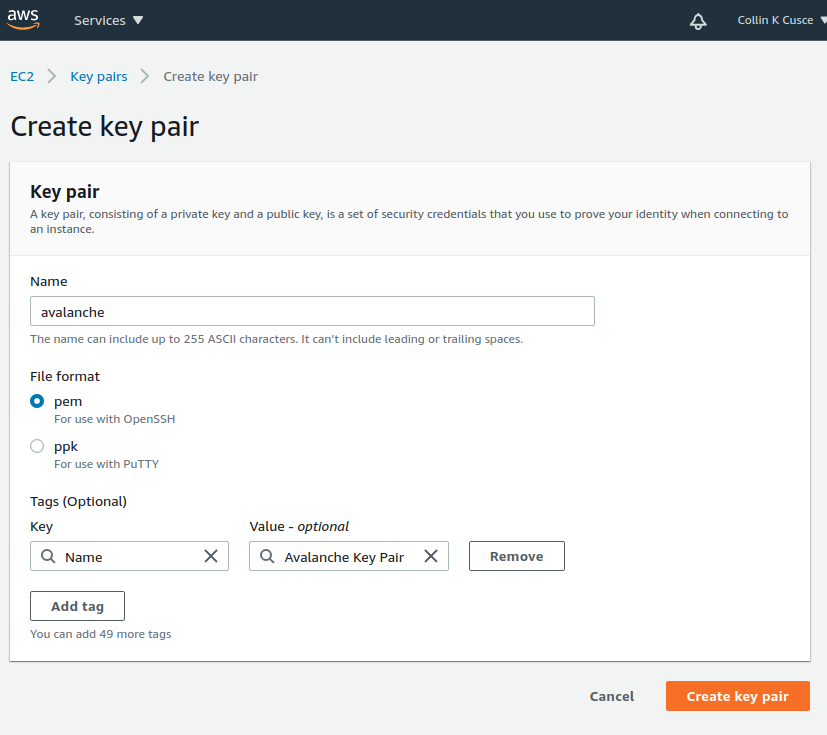 aws
Services
Collin K Cusce
EC2
Key pairs
Create key pair
Create key pair
Key pair
A key pair, consisting of a private key and a public key, is a set of security credentials that you use to prove your identity when connecting to
an instance.
Name
avalanche
The name can include up to 255 ASCII characters. It can't include leading or trailing spaces.
File format
pem
For use with OpenSSH
ppk
For use with PuTTY
Tags (Optional)
Key
Value - optional
Name
Avalanche Key Pair
Remove
Add tag
You can add 49 more tags
Cancel
Create key pair